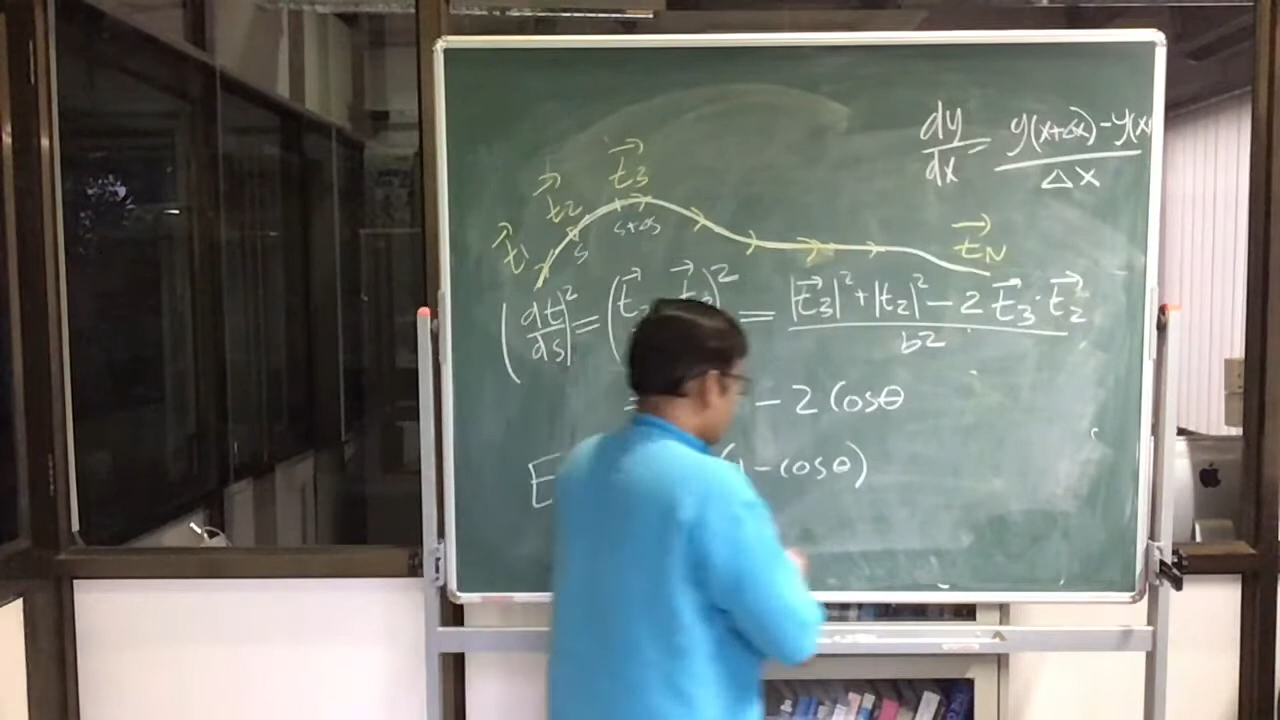 dy/dx = y(x+Δx) - y(x / Δx
t⃗1 t⃗2 t⃗3 t⃗N
s s+Δs
(dt/ds)² = (t⃗ t⃗2)² = |t⃗3|² + |t2|² - 2 t⃗3 · t⃗2 / b2
= - 2 Cosθ
E (1 - cosθ)